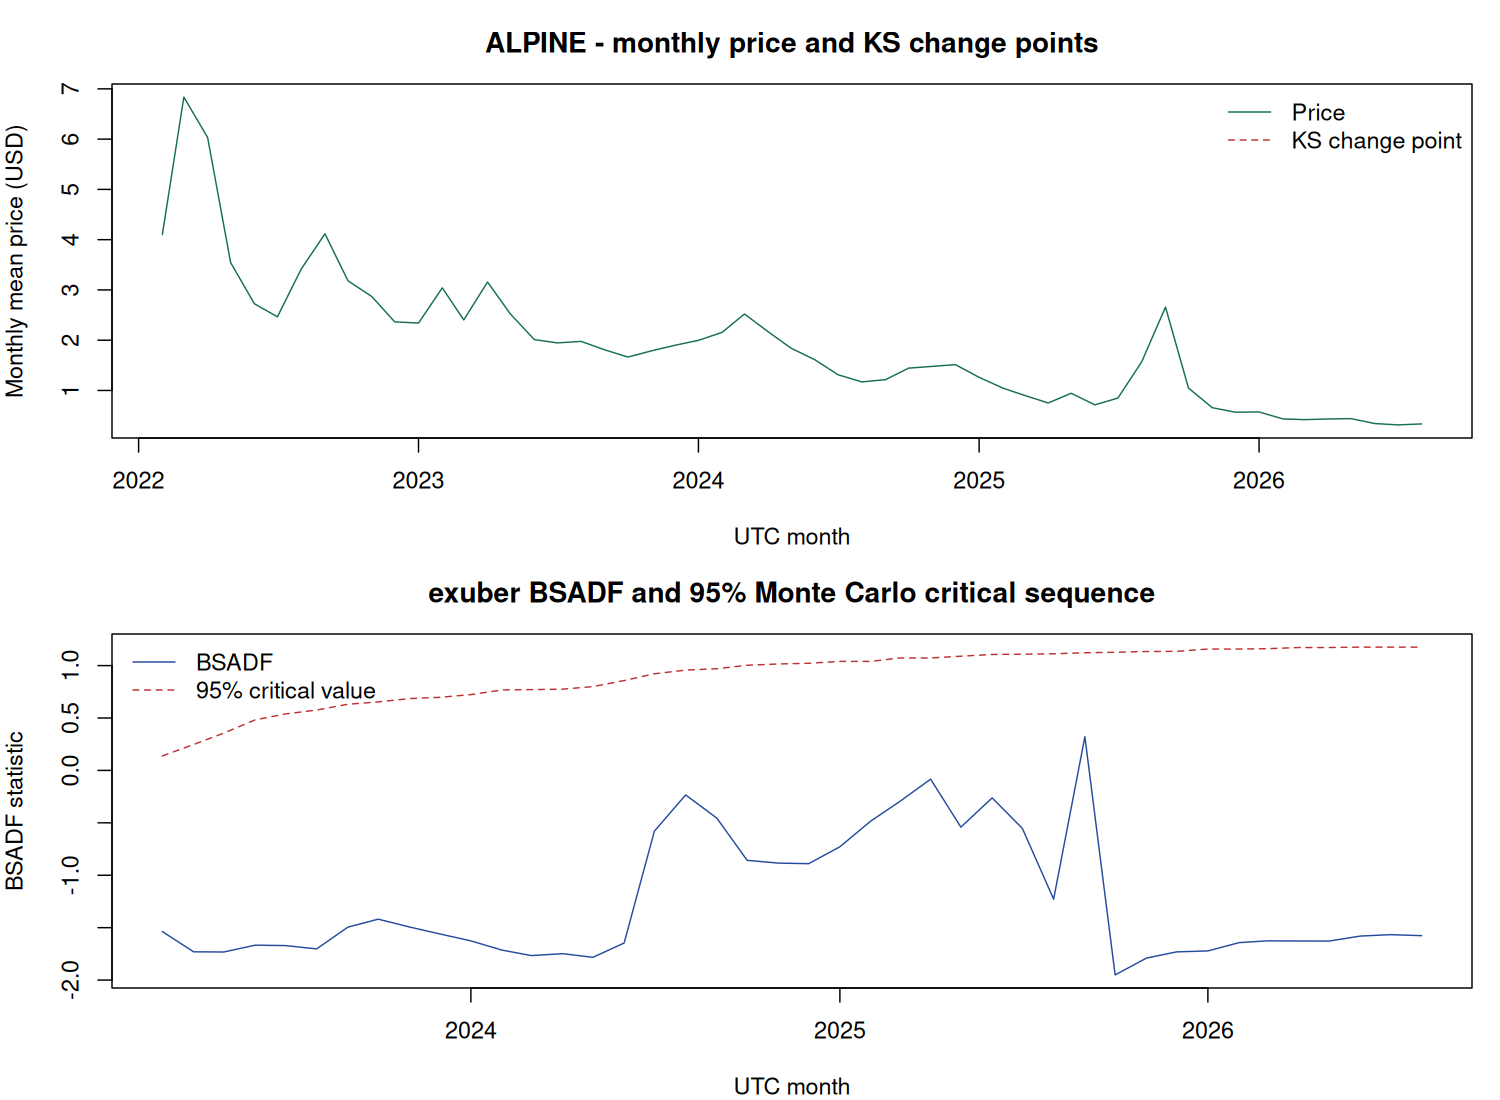 ALPINE - monthly price and KS change points
Monthly mean price (USD)
7
6
5
4
3
2
1
Price
KS change point
2022
2023
2024
2025
2026
UTC month
exuber BSADF and 95% Monte Carlo critical sequence
BSADF statistic
1.0
0.5
0.0
-1.0
-2.0
BSADF
95% critical value
2024
2025
2026
UTC month